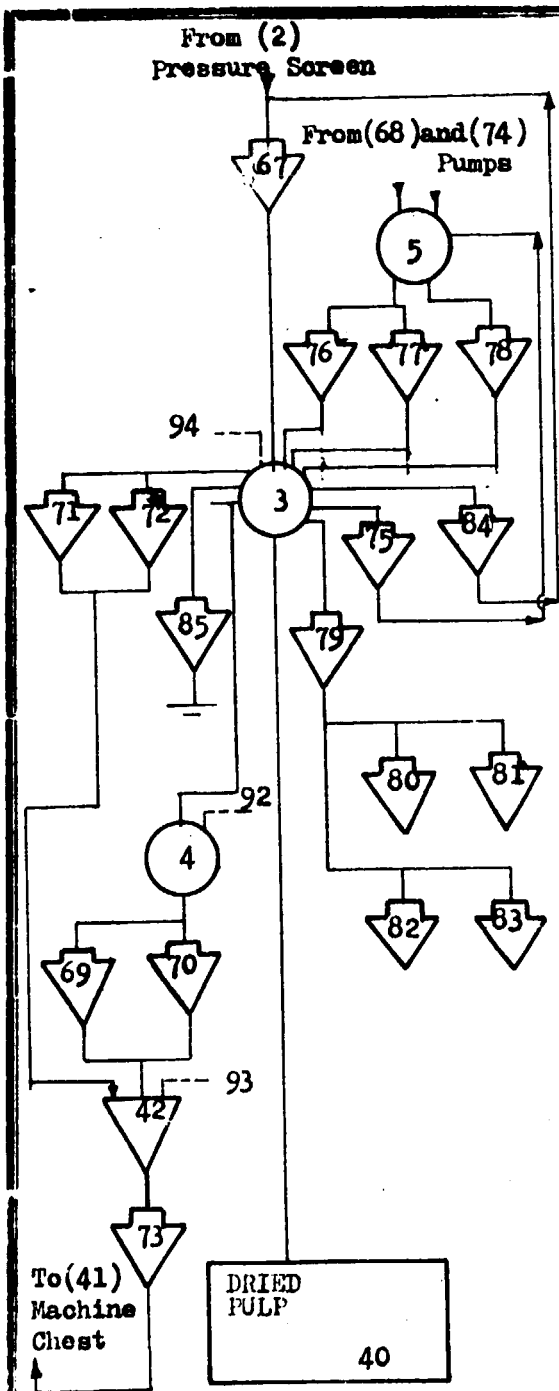 From (2)
Pressure Screen
67
From(68)and(74)
Pumps
5
76 77 78
94
3
71 72
75 84
85 79
80 81
92
4
82 83
69 70
93
42
73
To(41)
Machine
Chest
DRIED
PULP
40